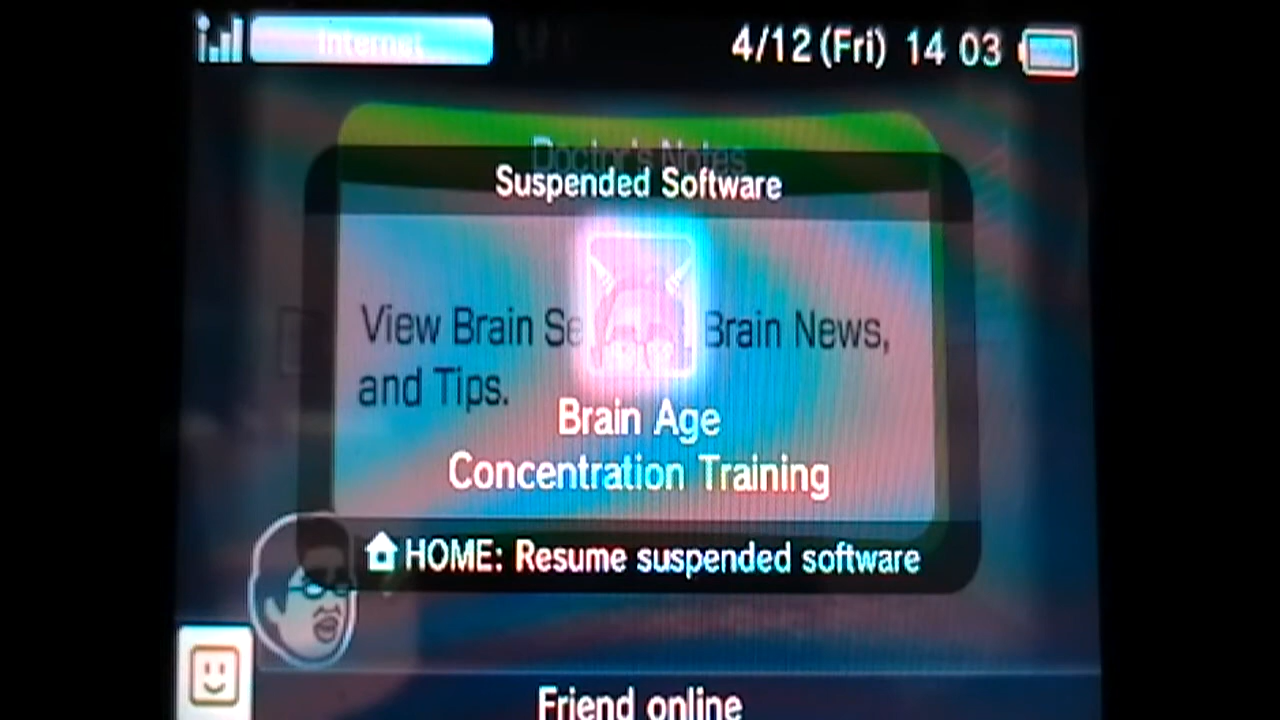 Internet
4/12 (Fri) 14 03
Doctor's Notes
Suspended Software
View Brain Brain News,
and Tips.
Brain Age
Concentration Training
HOME: Resume suspended software
Friend online